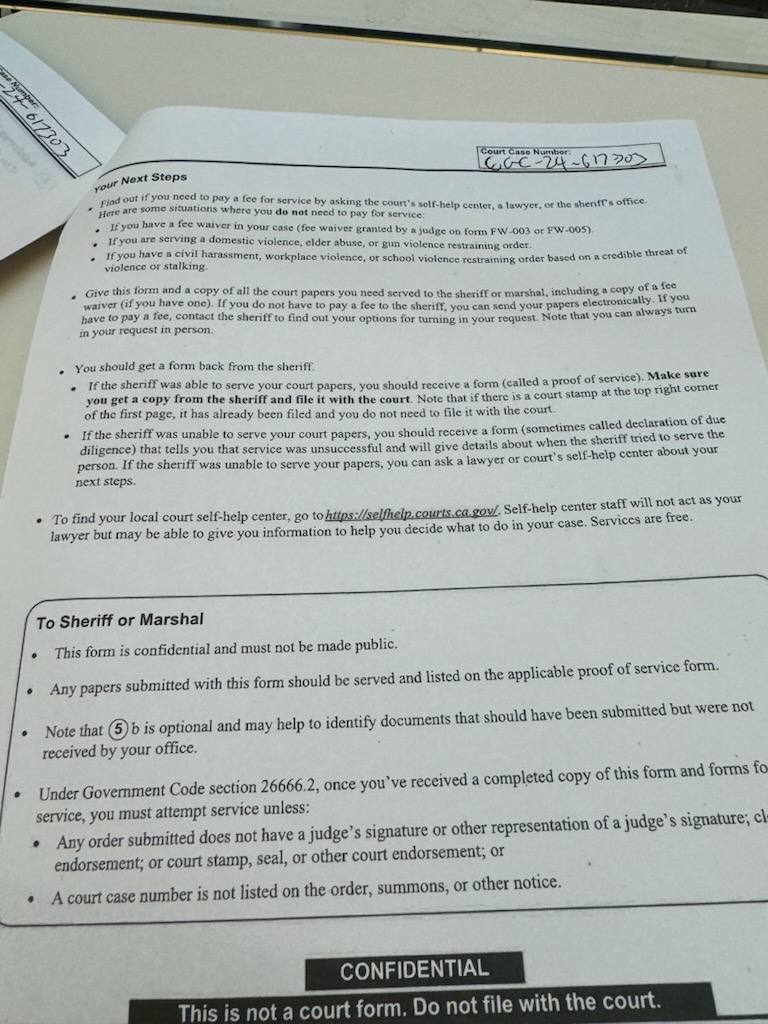 Case Number:
-24-617303
Court Case Number:
CGC-24-617303
Your Next Steps
• Find out if you need to pay a fee for service by asking the court's self-help center, a lawyer, or the sheriff's office.
Here are some situations where you do not need to pay for service:
• If you have a fee waiver in your case (fee waiver granted by a judge on form FW-003 or FW-005).
• If you are serving a domestic violence, elder abuse, or gun violence restraining order.
• If you have a civil harassment, workplace violence, or school violence restraining order based on a credible threat of
violence or stalking.
• Give this form and a copy of all the court papers you need served to the sheriff or marshal, including a copy of a fee
waiver (if you have one). If you do not have to pay a fee to the sheriff, you can send your papers electronically. If you
have to pay a fee, contact the sheriff to find out your options for turning in your request. Note that you can always turn
in your request in person.
• You should get a form back from the sheriff.
• If the sheriff was able to serve your court papers, you should receive a form (called a proof of service). Make sure
you get a copy from the sheriff and file it with the court. Note that if there is a court stamp at the top right corner
of the first page, it has already been filed and you do not need to file it with the court.
• If the sheriff was unable to serve your court papers, you should receive a form (sometimes called declaration of due
diligence) that tells you that service was unsuccessful and will give details about when the sheriff tried to serve the
person. If the sheriff was unable to serve your papers, you can ask a lawyer or court's self-help center about your
next steps.
• To find your local court self-help center, go to https://selfhelp.courts.ca.gov/. Self-help center staff will not act as your
lawyer but may be able to give you information to help you decide what to do in your case. Services are free.
To Sheriff or Marshal
• This form is confidential and must not be made public.
• Any papers submitted with this form should be served and listed on the applicable proof of service form.
• Note that ⑤ b is optional and may help to identify documents that should have been submitted but were not
received by your office.
• Under Government Code section 26666.2, once you've received a completed copy of this form and forms fo
service, you must attempt service unless:
• Any order submitted does not have a judge's signature or other representation of a judge's signature; cl
endorsement; or court stamp, seal, or other court endorsement; or
• A court case number is not listed on the order, summons, or other notice.
CONFIDENTIAL
This is not a court form. Do not file with the court.